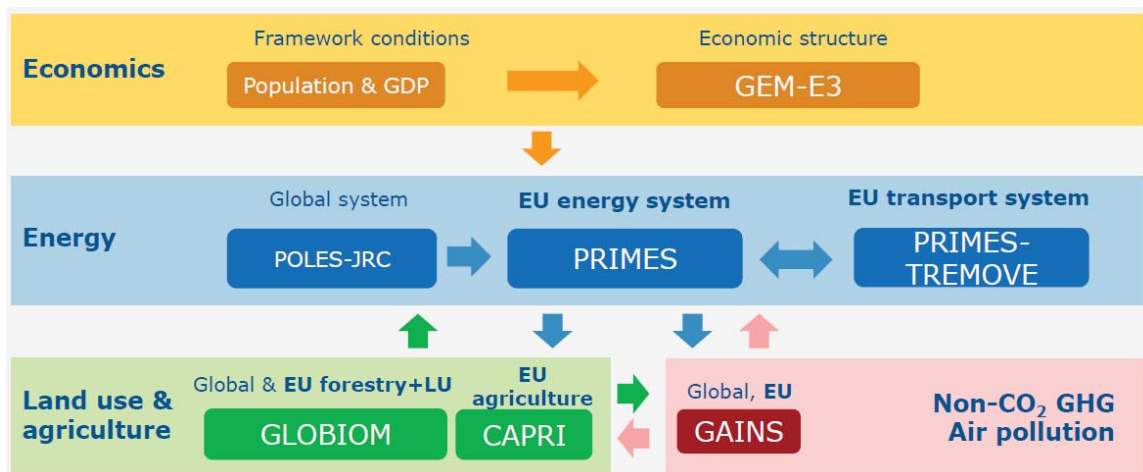 Economics
Framework conditions
Population & GDP
Economic structure
GEM-E3
Energy
Global system
POLES-JRC
EU energy system
PRIMES
EU transport system
PRIMES-
TREMOVE
Land use &
agriculture
Global & EU forestry+LU
GLOBIOM
EU
agriculture
CAPRI
Global, EU
GAINS
Non-CO₂ GHG
Air pollution